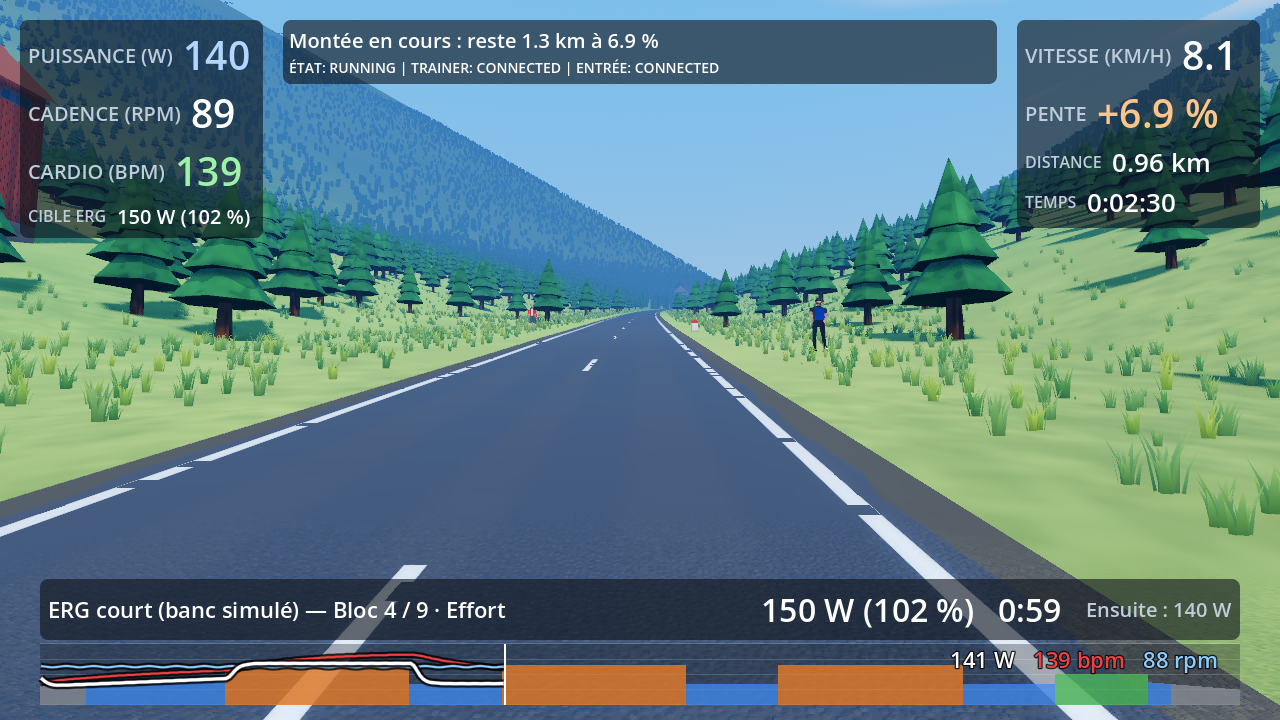 PUISSANCE (W) 140
CADENCE (RPM) 89
CARDIO (BPM) 139
CIBLE ERG 150 W (102 %)
Montée en cours : reste 1.3 km à 6.9 %
ÉTAT: RUNNING | TRAINER: CONNECTED | ENTRÉE: CONNECTED
VITESSE (KM/H) 8.1
PENTE +6.9 %
DISTANCE 0.96 km
TEMPS 0:02:30
ERG court (banc simulé) — Bloc 4 / 9 · Effort 150 W (102 %) 0:59 Ensuite : 140 W
141 W 139 bpm 88 rpm